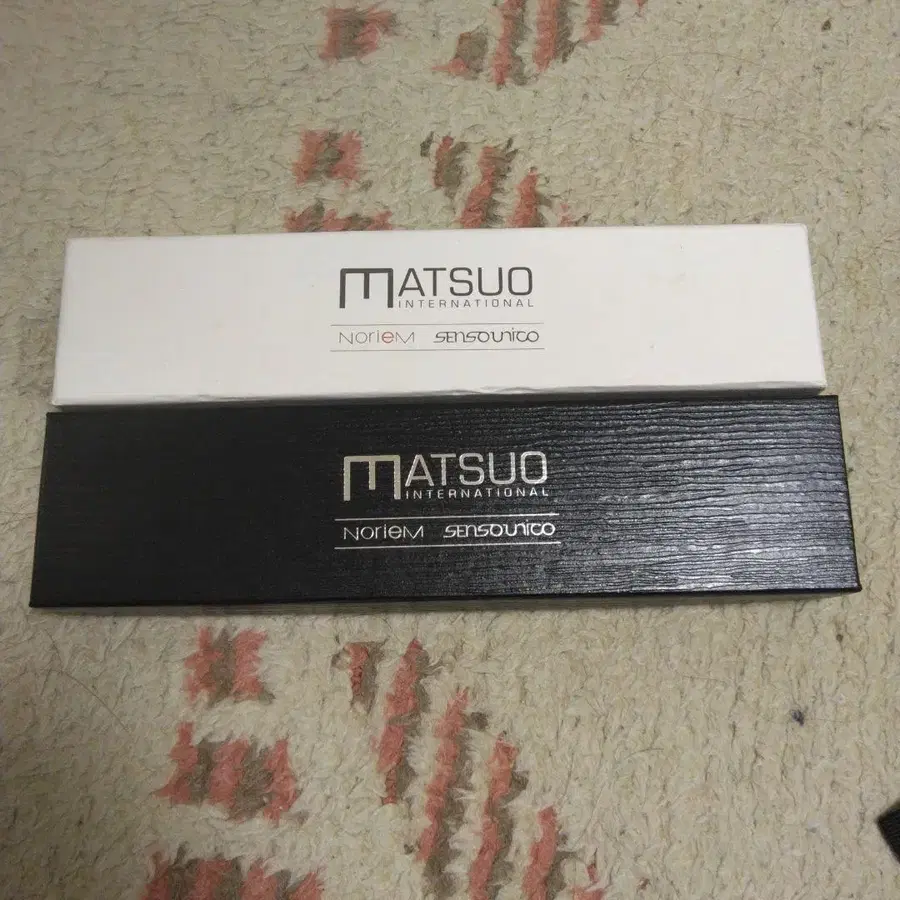 MATSUO
INTERNATIONAL
NorieM SENSOUNICO
MATSUO
INTERNATIONAL
NorieM SENSOUNICO